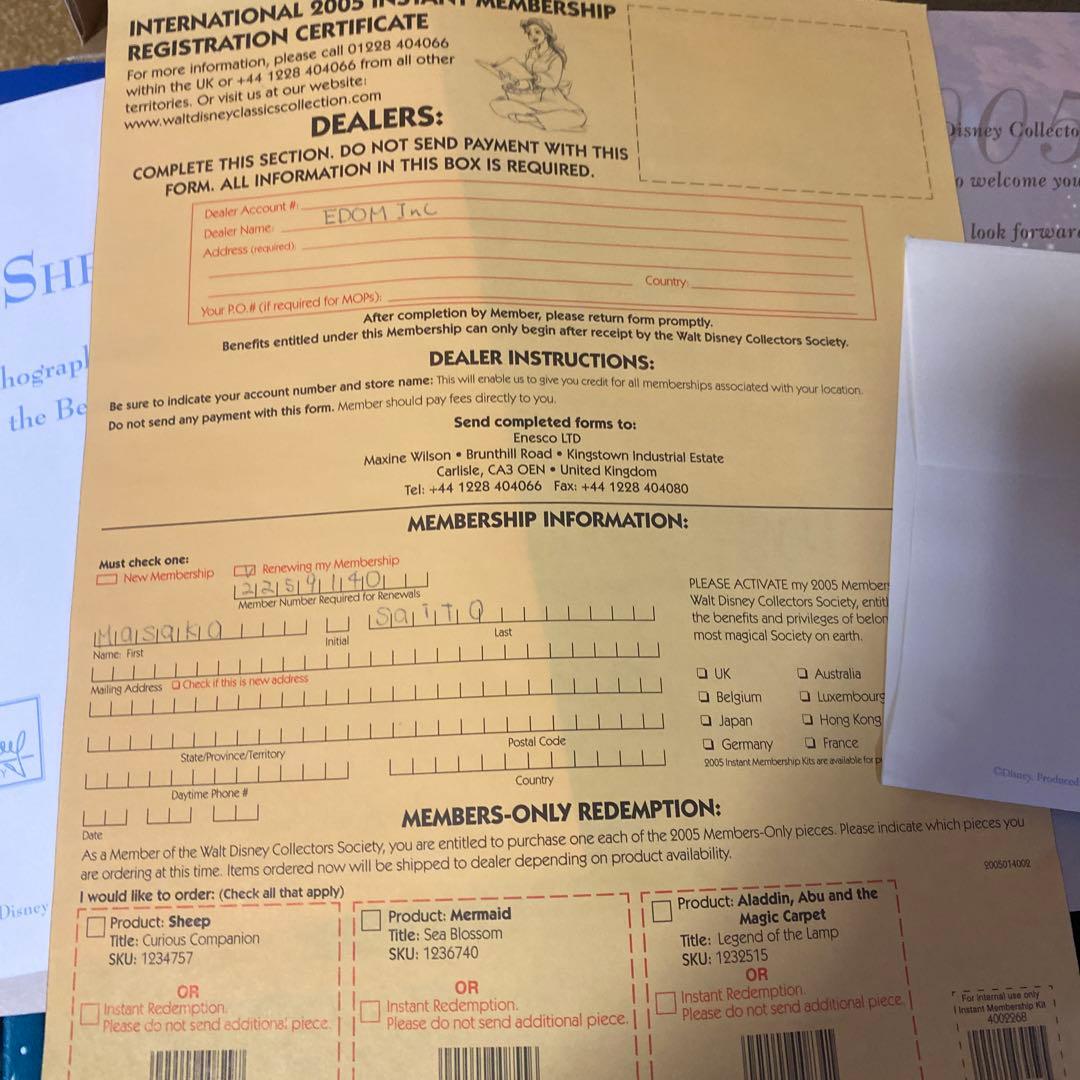 INTERNATIONAL 2005 INSTANT MEMBERSHIP
REGISTRATION CERTIFICATE
For more information, please call 01228 404066
within the UK or +44 1228 404066 from all other
territories. Or visit us at our website:
www.waltdisneyclassicscollection.com
DEALERS:
COMPLETE THIS SECTION. DO NOT SEND PAYMENT WITH THIS
FORM. ALL INFORMATION IN THIS BOX IS REQUIRED.
Dealer Account #:
Dealer Name: EDOM Inc
Address (required):
Country:
Your P.O.# (if required for MOPs):
After completion by Member, please return form promptly.
Benefits entitled under this Membership can only begin after receipt by the Walt Disney Collectors Society.
DEALER INSTRUCTIONS:
Be sure to indicate your account number and store name: This will enable us to give you credit for all memberships associated with your location.
Do not send any payment with this form. Member should pay fees directly to you.
Send completed forms to:
Enesco LTD
Maxine Wilson • Brunthill Road • Kingstown Industrial Estate
Carlisle, CA3 OEN • United Kingdom
Tel: +44 1228 404066 Fax: +44 1228 404080
MEMBERSHIP INFORMATION:
Must check one:
New Membership
Renewing my Membership
22591140
Member Number Required for Renewals
Masako
Saito
Name: First
Initial
Last
Mailing Address
Check if this is new address
State/Province/Territory
Postal Code
Daytime Phone #
Country
Date
PLEASE ACTIVATE my 2005 Member
Walt Disney Collectors Society, entitl
the benefits and privileges of belon
most magical Society on earth.
UK
Australia
Belgium
Luxembourg
Japan
Hong Kong
Germany
France
2005 Instant Membership Kits are available for p
MEMBERS-ONLY REDEMPTION:
As a Member of the Walt Disney Collectors Society, you are entitled to purchase one each of the 2005 Members-Only pieces. Please indicate which pieces you
are ordering at this time. Items ordered now will be shipped to dealer depending on product availability.
2005014002
I would like to order: (Check all that apply)
Product: Sheep
Title: Curious Companion
SKU: 1234757
OR
Instant Redemption.
Please do not send additional piece.
Product: Mermaid
Title: Sea Blossom
SKU: 1236740
OR
Instant Redemption.
Please do not send additional piece.
Product: Aladdin, Abu and the
Magic Carpet
Title: Legend of the Lamp
SKU: 1232515
OR
Instant Redemption.
Please do not send additional piece.
For internal use only
Instant Membership Kit
4002268
SHE
hograpl
the Be
Disney
005
Disney Collecto
o welcome you
look forwar
©Disney. Produced